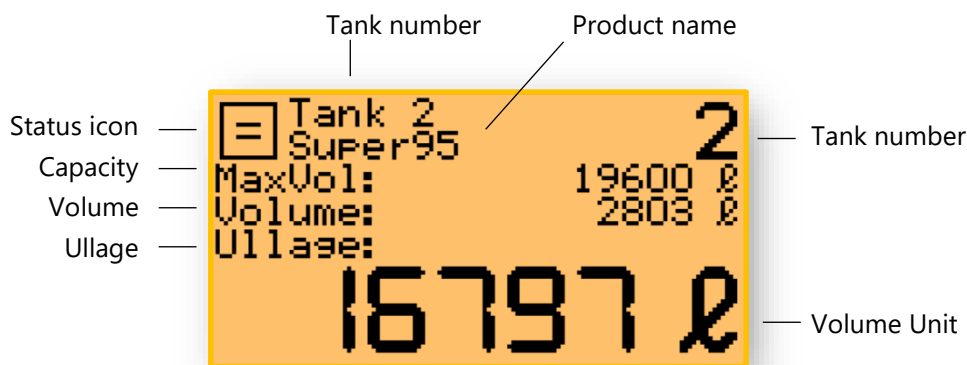 Tank number Product name
Status icon = Tank 2 2 Tank number
Super95
Capacity MaxVol: 19600 ℓ
Volume Volume: 2803 ℓ
Ullage Ullage:
16797 ℓ Volume Unit